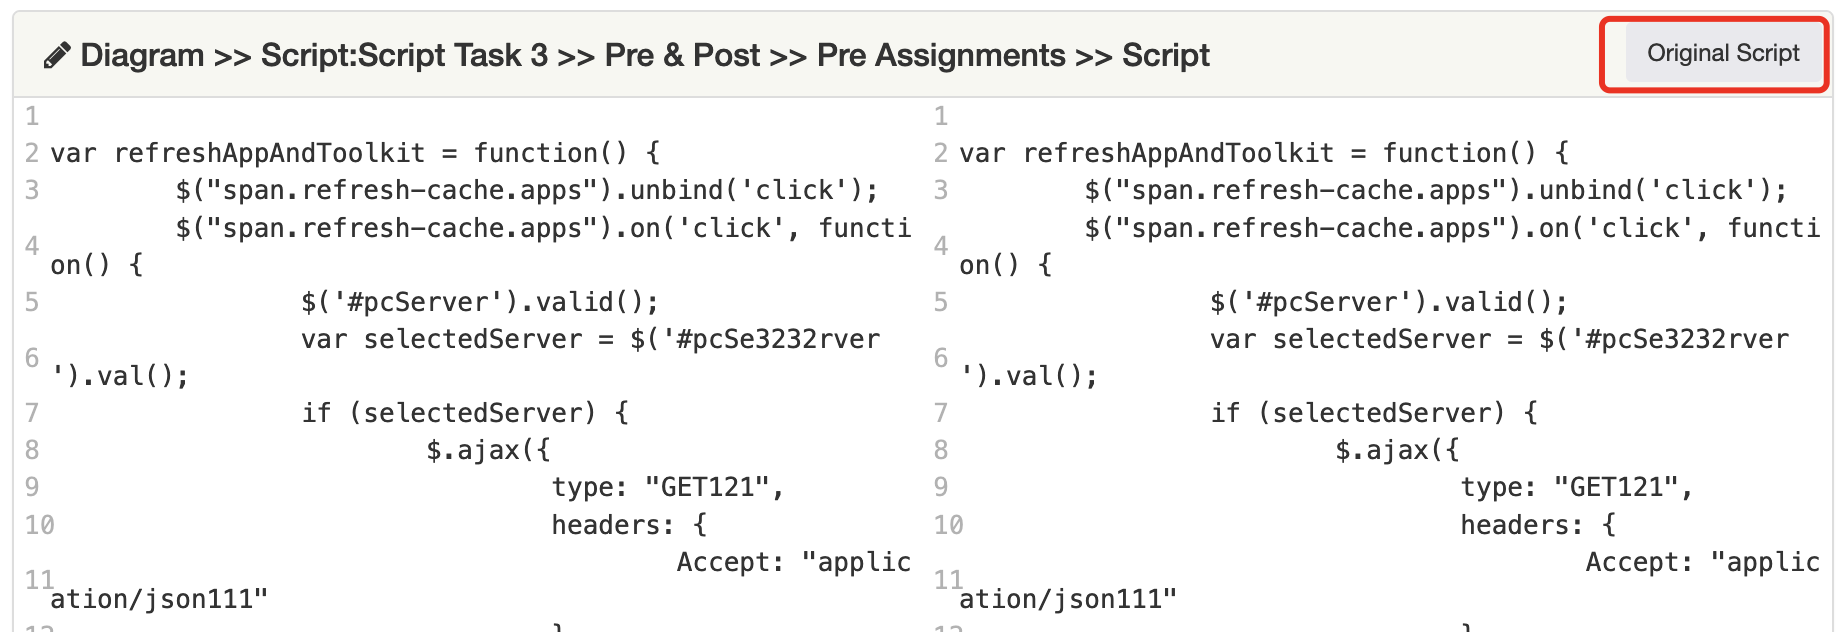 Diagram >> Script:Script Task 3 >> Pre & Post >> Pre Assignments >> Script
Original Script
1
2 var refreshAppAndToolkit = function() {
3 $("span.refresh-cache.apps").unbind('click');
4 $("span.refresh-cache.apps").on('click', functi
on() {
5 $('#pcServer').valid();
6 var selectedServer = $('#pcSe3232rver
').val();
7 if (selectedServer) {
8 $.ajax({
9 type: "GET121",
10 headers: {
11 Accept: "applic
ation/json111"
1
2 var refreshAppAndToolkit = function() {
3 $("span.refresh-cache.apps").unbind('click');
4 $("span.refresh-cache.apps").on('click', functi
on() {
5 $('#pcServer').valid();
6 var selectedServer = $('#pcSe3232rver
').val();
7 if (selectedServer) {
8 $.ajax({
9 type: "GET121",
10 headers: {
11 Accept: "applic
ation/json111"